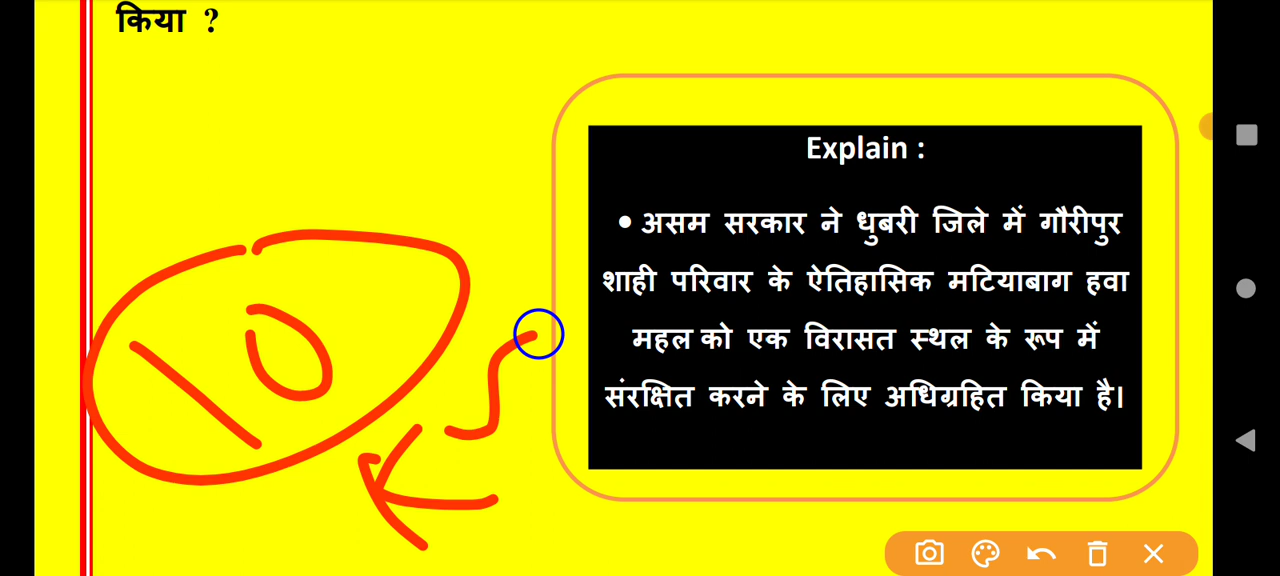 किया ?
Explain :
• असम सरकार ने धुबरी जिले में गौरीपुर
शाही परिवार के ऐतिहासिक मटियाबाग हवा
महल को एक विरासत स्थल के रूप में
संरक्षित करने के लिए अधिग्रहित किया है।
10